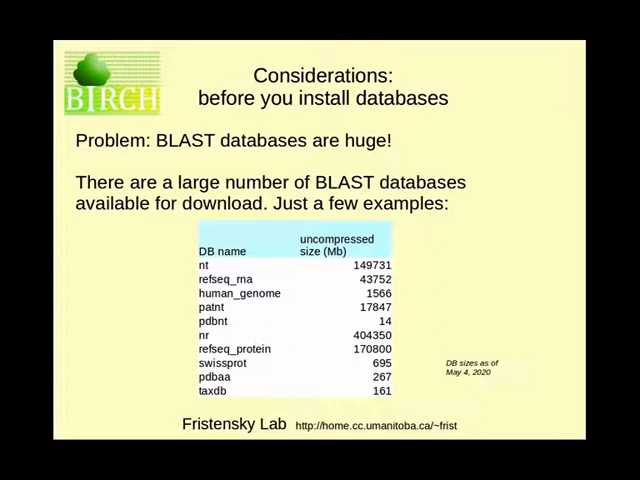 BIRCH
Considerations:
before you install databases
Problem: BLAST databases are huge!
There are a large number of BLAST databases
available for download. Just a few examples:
uncompressed
DB name size (Mb)
nt 149731
refseq_rna 43752
human_genome 1566
patnt 17847
pdbnt 14
nr 404350
refseq_protein 170800
swissprot 695
pdbaa 267
taxdb 161
DB sizes as of
May 4, 2020
Fristensky Lab http://home.cc.umanitoba.ca/~frist